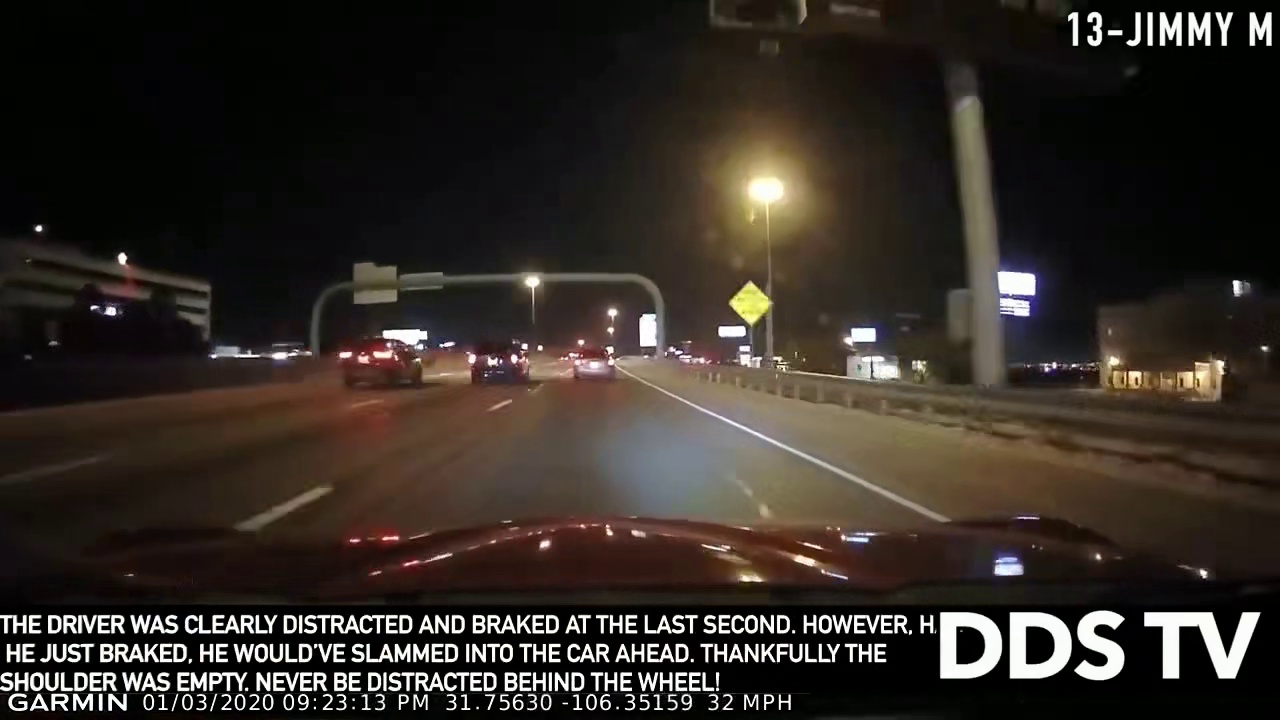 13-JIMMY M
THE DRIVER WAS CLEARLY DISTRACTED AND BRAKED AT THE LAST SECOND. HOWEVER, H
HE JUST BRAKED, HE WOULD'VE SLAMMED INTO THE CAR AHEAD. THANKFULLY THE
SHOULDER WAS EMPTY. NEVER BE DISTRACTED BEHIND THE WHEEL!
DDS TV
GARMIN 01/03/2020 09:23:13 PM 31.75630 -106.35159 32 MPH